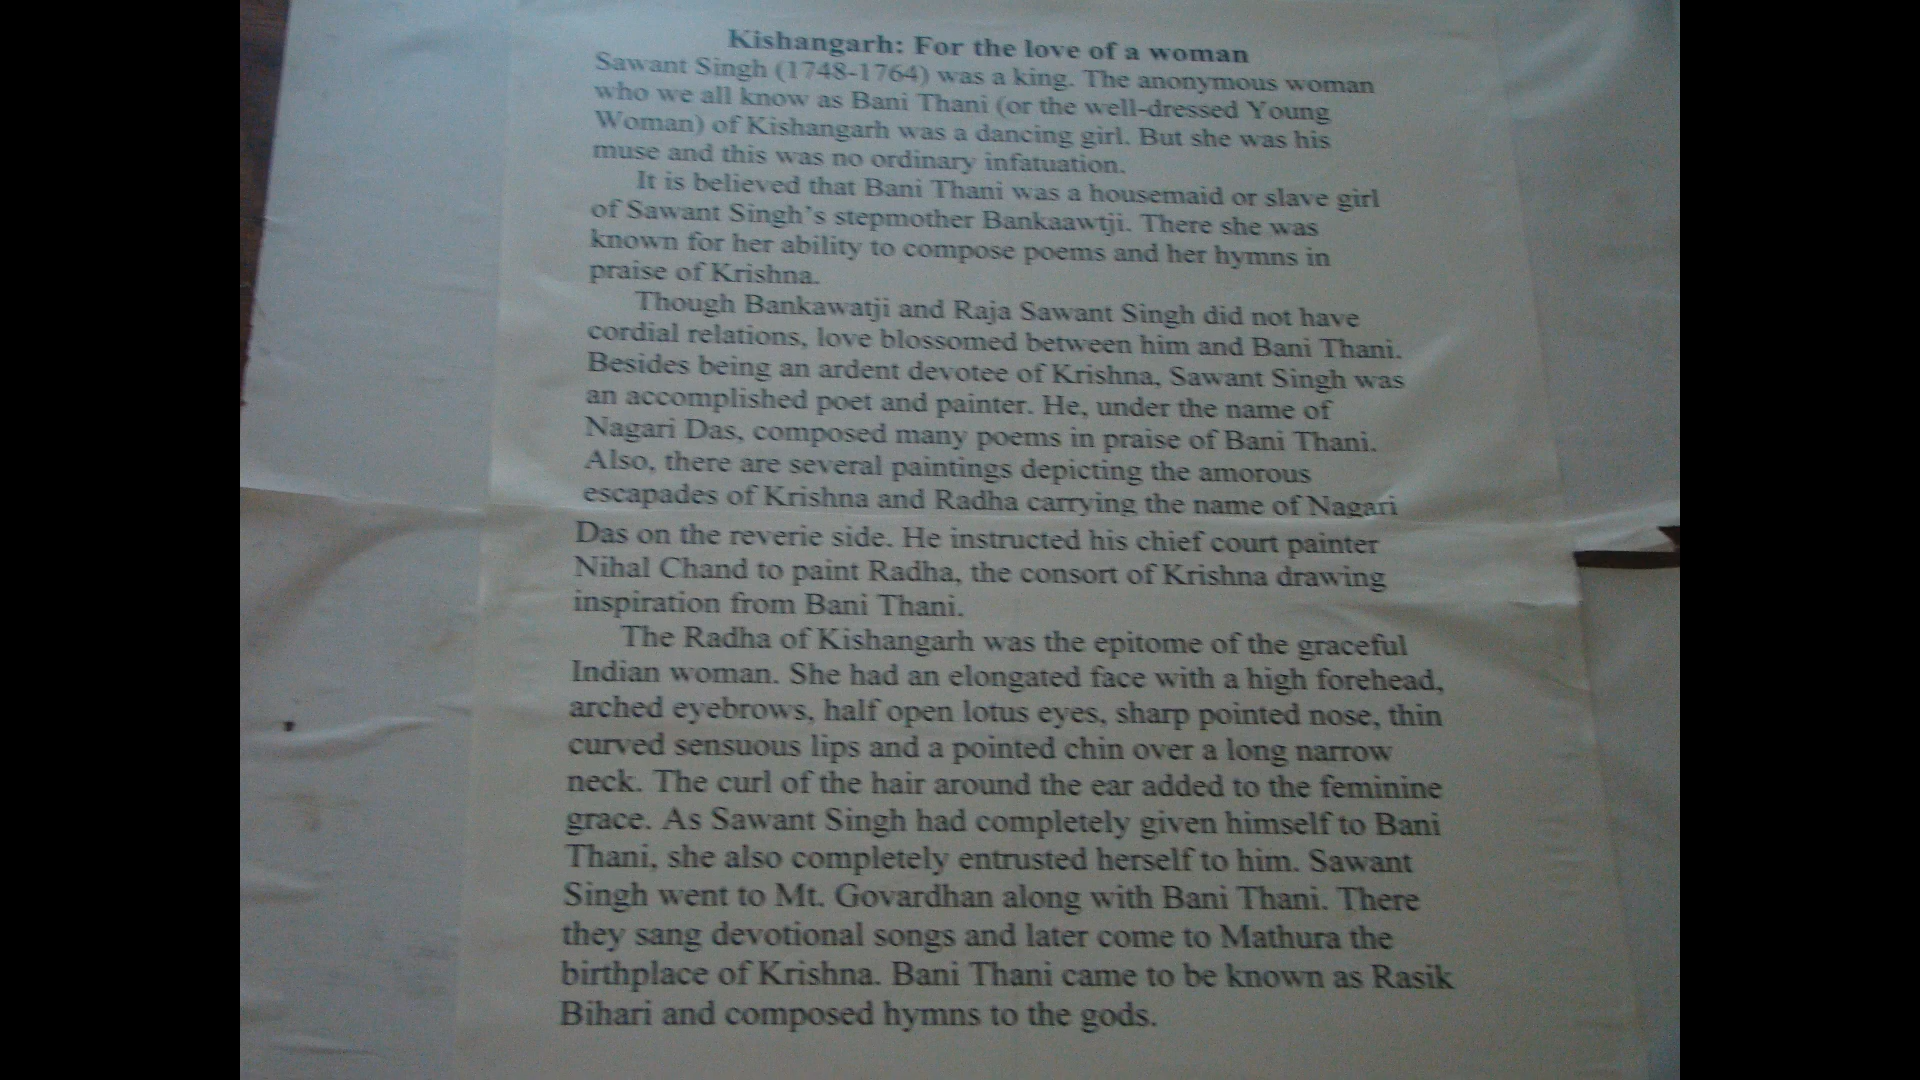 Kishangarh: For the love of a woman
Sawant Singh (1748-1764) was a king. The anonymous woman
who we all know as Bani Thani (or the well-dressed Young
Woman) of Kishangarh was a dancing girl. But she was his
muse and this was no ordinary infatuation.
It is believed that Bani Thani was a housemaid or slave girl
of Sawant Singh's stepmother Bankaawtji. There she was
known for her ability to compose poems and her hymns in
praise of Krishna.
Though Bankawatji and Raja Sawant Singh did not have
cordial relations, love blossomed between him and Bani Thani.
Besides being an ardent devotee of Krishna, Sawant Singh was
an accomplished poet and painter. He, under the name of
Nagari Das, composed many poems in praise of Bani Thani.
Also, there are several paintings depicting the amorous
escapades of Krishna and Radha carrying the name of Nagari
Das on the reverie side. He instructed his chief court painter
Nihal Chand to paint Radha, the consort of Krishna drawing
inspiration from Bani Thani.
The Radha of Kishangarh was the epitome of the graceful
Indian woman. She had an elongated face with a high forehead,
arched eyebrows, half open lotus eyes, sharp pointed nose, thin
curved sensuous lips and a pointed chin over a long narrow
neck. The curl of the hair around the ear added to the feminine
grace. As Sawant Singh had completely given himself to Bani
Thani, she also completely entrusted herself to him. Sawant
Singh went to Mt. Govardhan along with Bani Thani. There
they sang devotional songs and later come to Mathura the
birthplace of Krishna. Bani Thani came to be known as Rasik
Bihari and composed hymns to the gods.